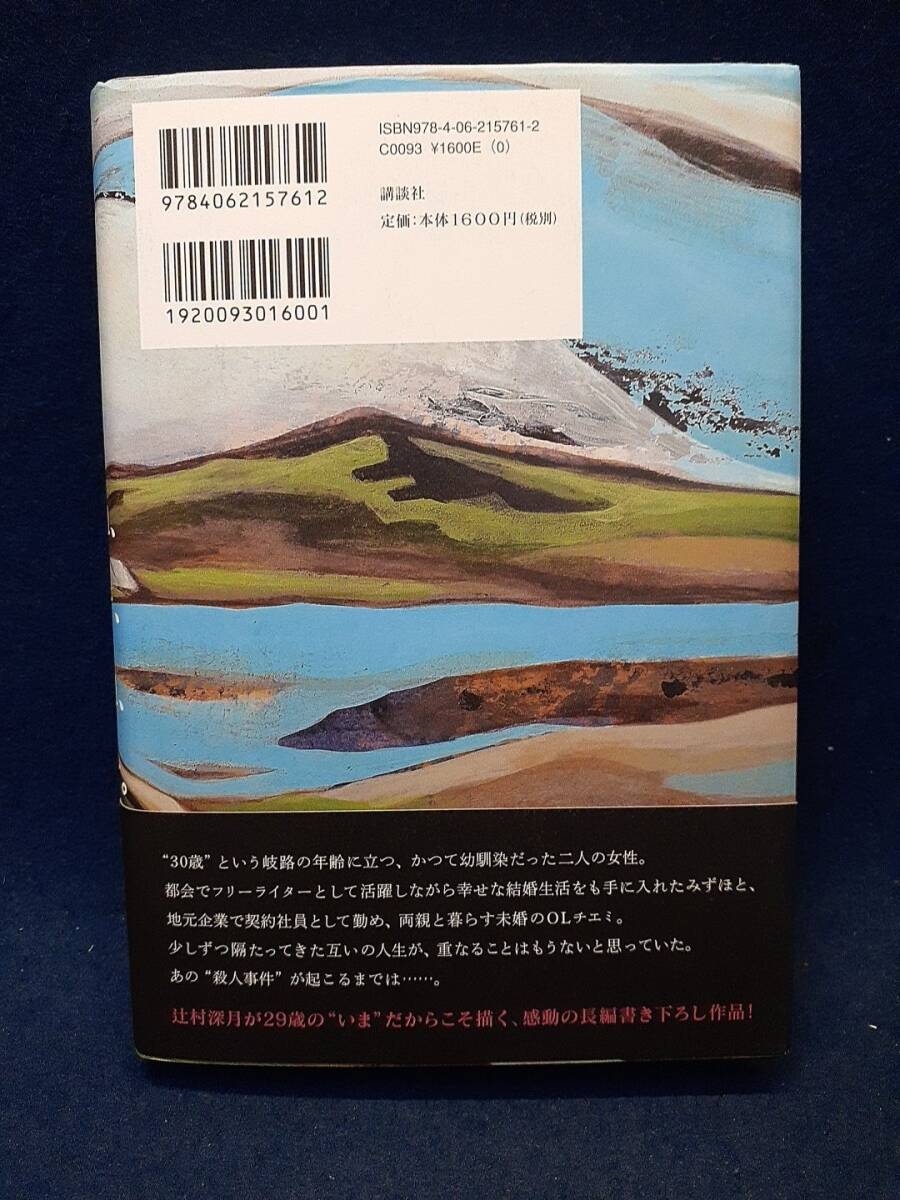 ISBN978-4-06-215761-2
C0093 ¥1600E (0)
9784062157612
講談社
定価:本体1600円(税別)
1920093016001
“30歳”という岐路の年齢に立つ、かつて幼馴染だった二人の女性。
都会でフリーライターとして活躍しながら幸せな結婚生活をも手に入れたみずほと、
地元企業で契約社員として勤め、両親と暮らす未婚のOLチエミ。
少しずつ隔たってきた互いの人生が、重なることはもうないと思っていた。
あの“殺人事件”が起こるまでは……。
辻村深月が29歳の“いま”だからこそ描く、感動の長編書き下ろし作品!